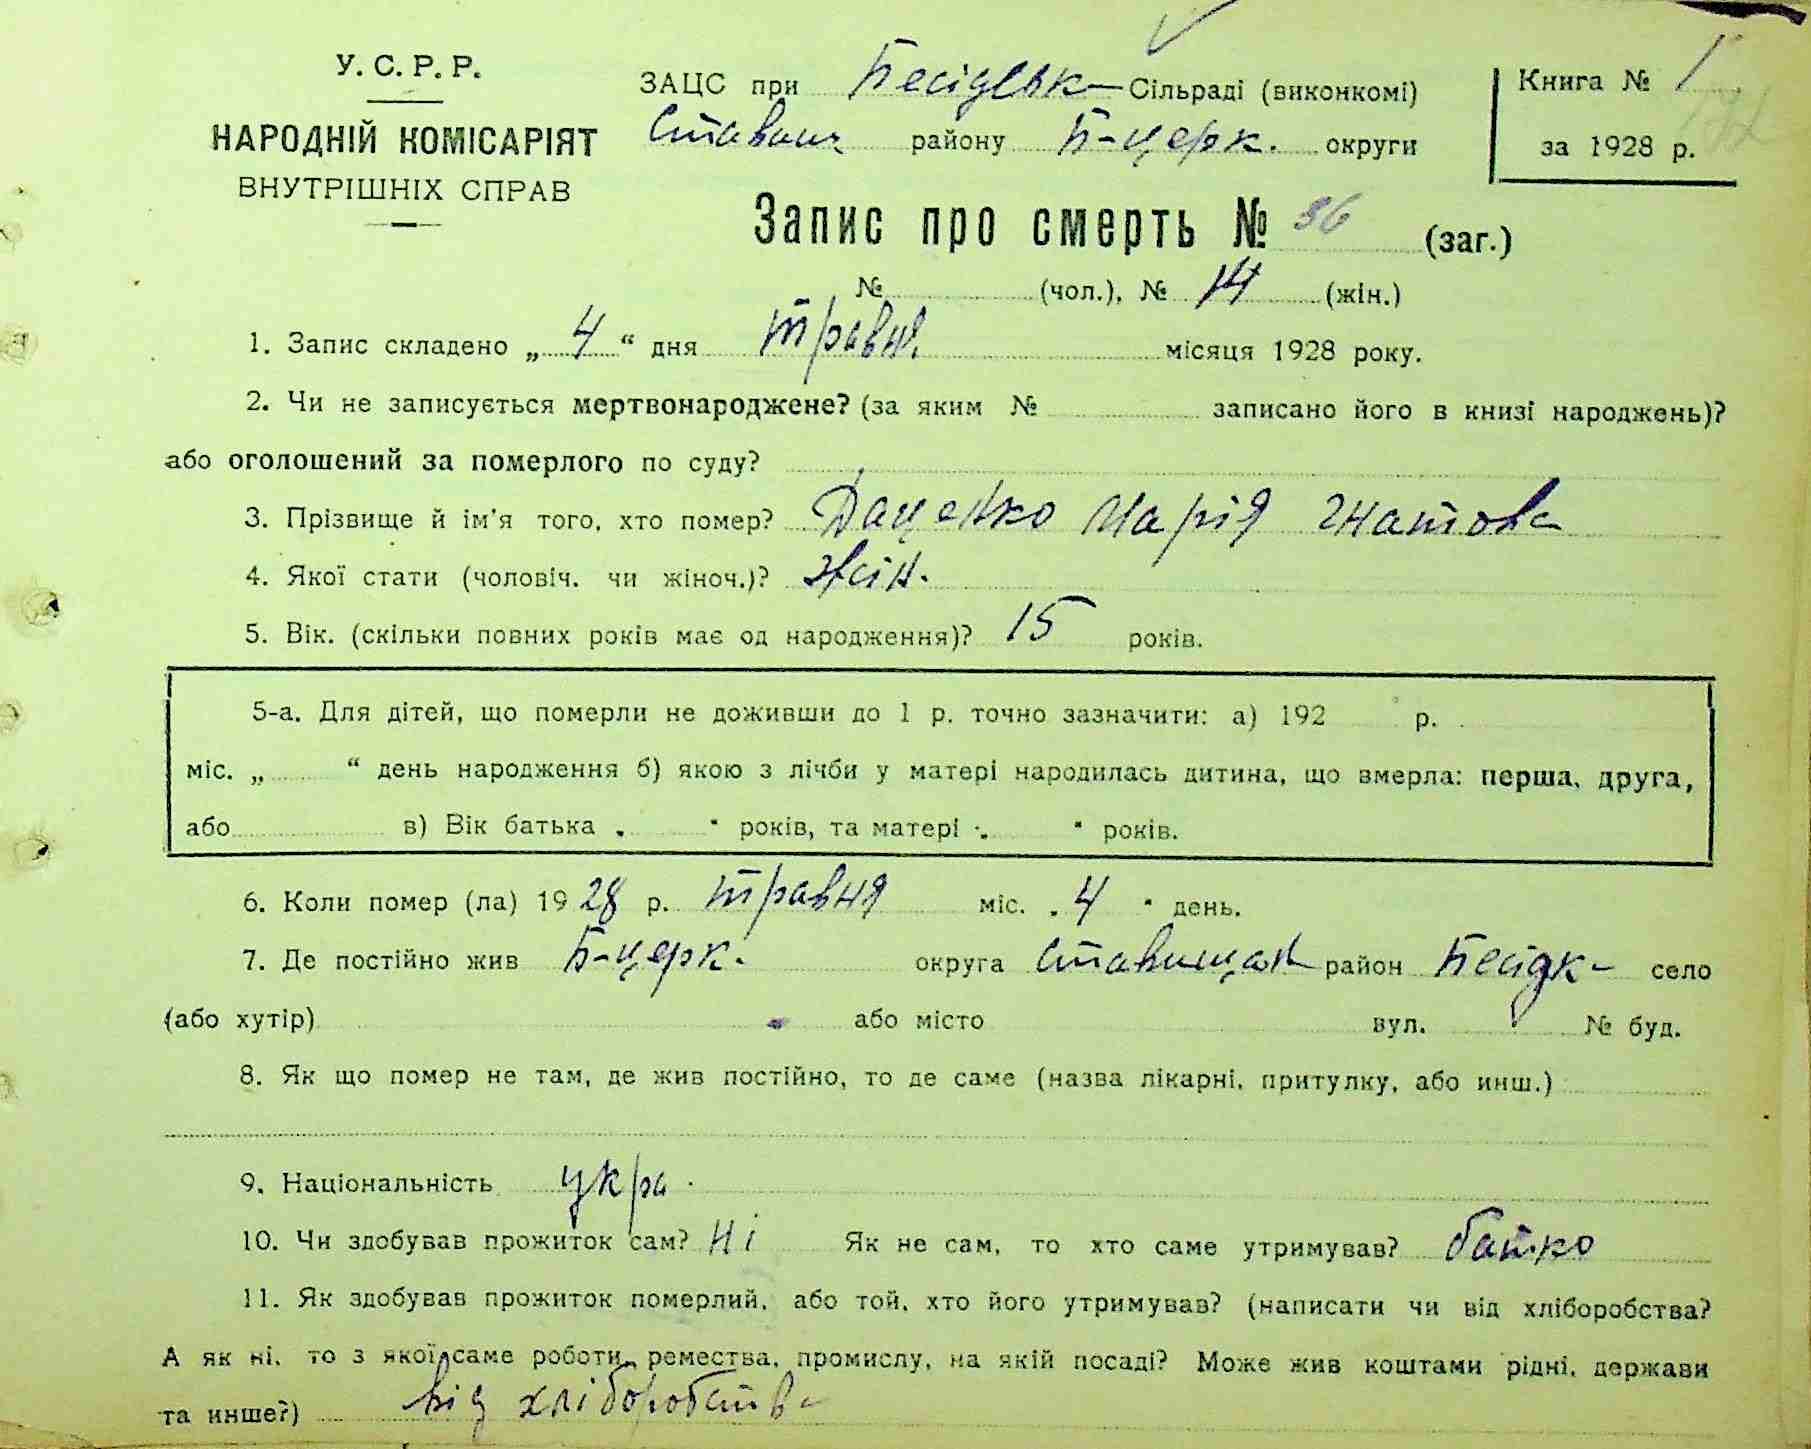 У. С. Р. Р.
НАРОДНІЙ КОМІСАРІЯТ
ВНУТРІШНІХ СПРАВ
ЗАЦС при Бесідськ- Сільраді (виконкомі)
Ставищ району Б-церк. округи
Книга № 1
за 1928 р.
Запис про смерть № 36 (заг.)
№ (чол.), № 14 (жін.)
1. Запис складено „4“ дня травня місяця 1928 року.
2. Чи не записується мертвонароджене? (за яким № записано його в книзі народжень)?
або оголошений за померлого по суду?
3. Прізвище й ім'я того, хто помер? Даценко Марія Гнатова
4. Якої стати (чоловіч. чи жіноч.)? жін.
5. Вік. (скільки повних років має од народження)? 15 років.
5-а. Для дітей, що померли не доживши до 1 р. точно зазначити: а) 192 р.
міс. „ “ день народження б) якою з лічби у матері народилась дитина, що вмерла: перша, друга,
або в) Вік батька „ “ років, та матері „ “ років.
6. Коли помер (ла) 1928 р. травня міс. „4“ день.
7. Де постійно жив Б-церк. округа Ставищан район Бесідк- село
(або хутір) або місто вул. № буд.
8. Як що помер не там, де жив постійно, то де саме (назва лікарні, притулку, або инш.)
9. Національність укра.
10. Чи здобував прожиток сам? Ні Як не сам, то хто саме утримував? батько
11. Як здобував прожиток померлий, або той, хто його утримував? (написати чи від хліборобства?
А як ні, то з якої саме роботи, ремества, промислу, на якій посаді? Може жив коштами рідні, держави
та инше?) від хліборобства